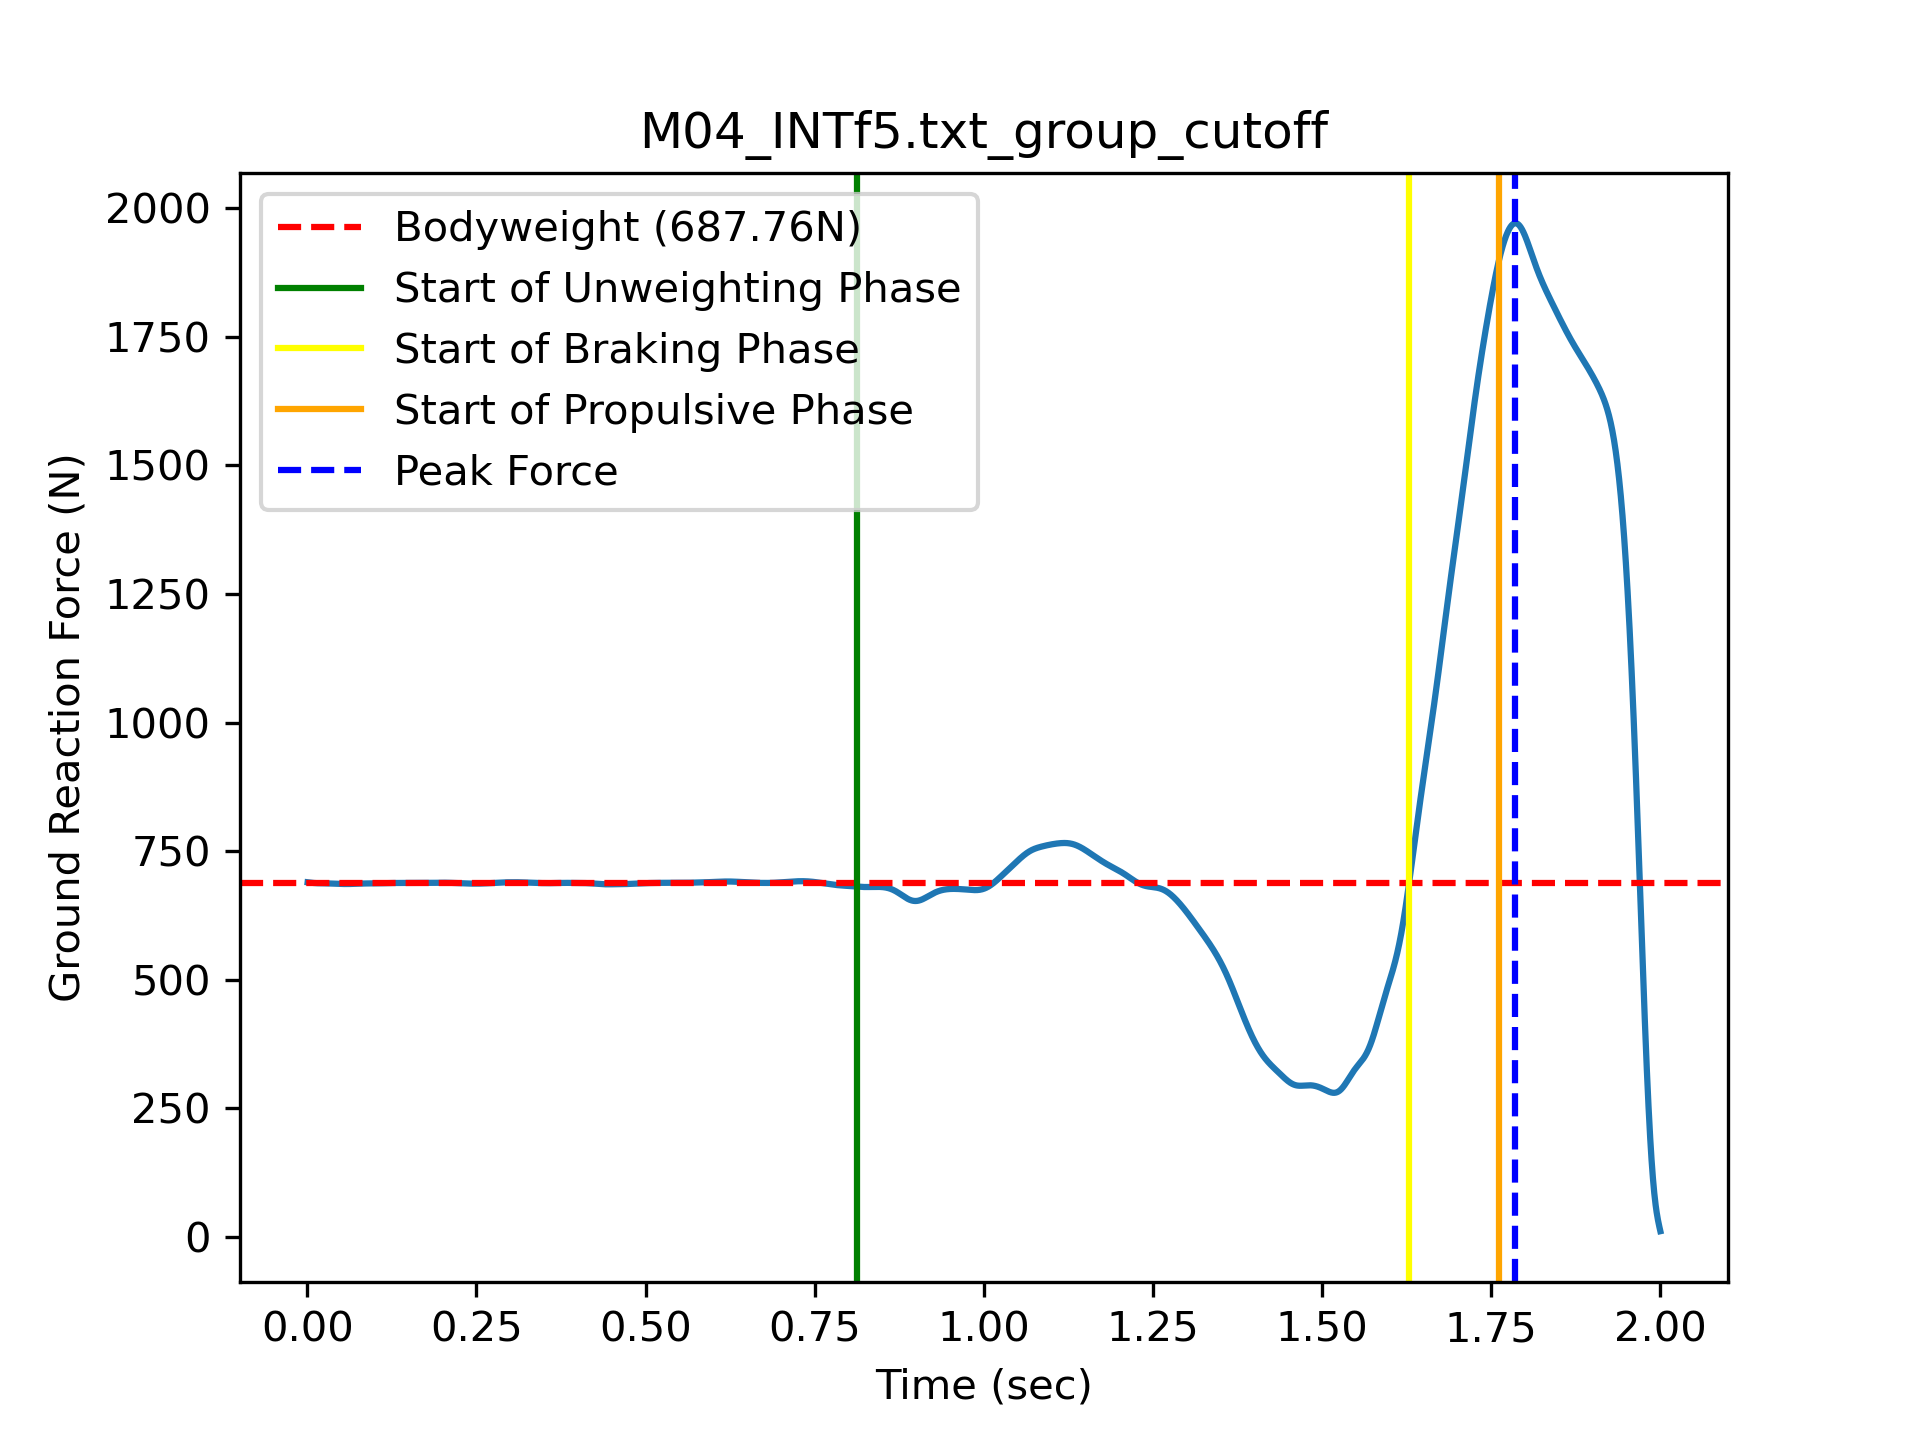 M04_INTf5.txt_group_cutoff
Bodyweight (687.76N)
Start of Unweighting Phase
Start of Braking Phase
Start of Propulsive Phase
Peak Force
Ground Reaction Force (N)
2000
1750
1500
1250
1000
750
500
250
0
0.00 0.25 0.50 0.75 1.00 1.25 1.50 1.75 2.00
Time (sec)